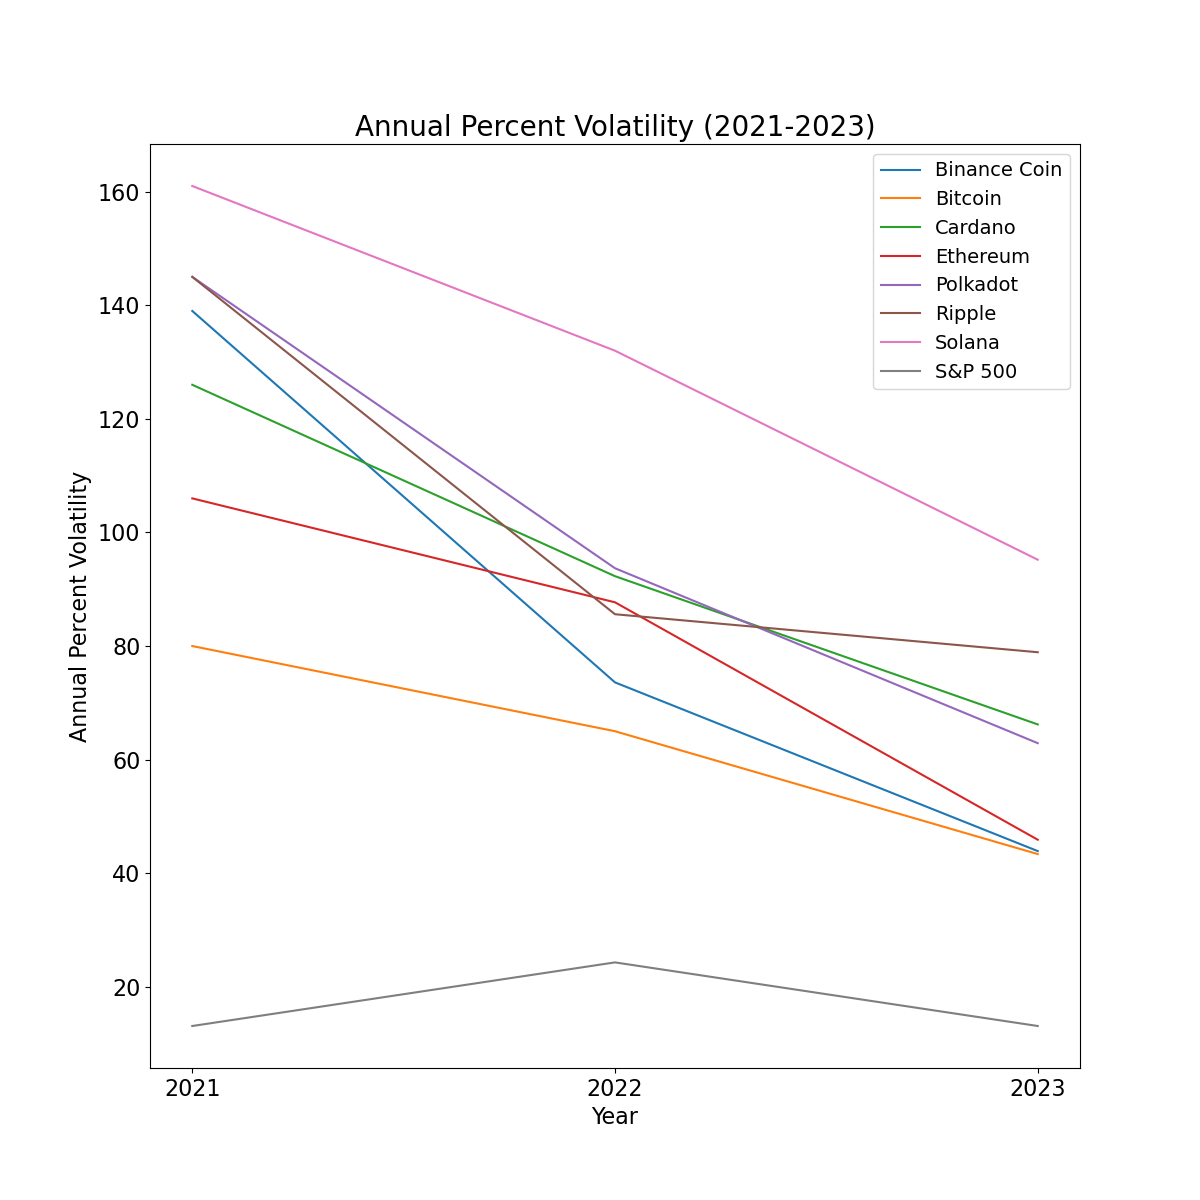 Annual Percent Volatility (2021-2023)
Binance Coin
Bitcoin
Cardano
Ethereum
Polkadot
Ripple
Solana
S&P 500
Annual Percent Volatility
160
140
120
100
80
60
40
20
2021
2022
2023
Year